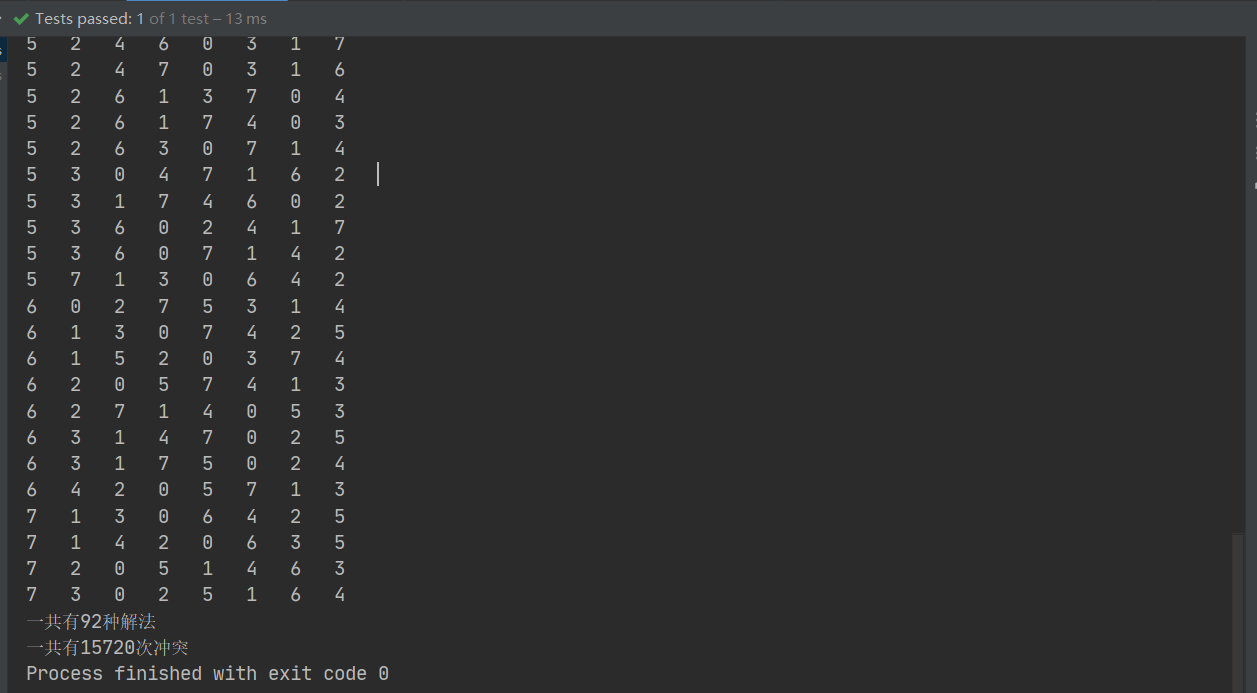 Tests passed: 1 of 1 test – 13 ms
5 2 4 6 0 3 1 7
5 2 4 7 0 3 1 6
5 2 6 1 3 7 0 4
5 2 6 1 7 4 0 3
5 2 6 3 0 7 1 4
5 3 0 4 7 1 6 2
5 3 1 7 4 6 0 2
5 3 6 0 2 4 1 7
5 3 6 0 7 1 4 2
5 7 1 3 0 6 4 2
6 0 2 7 5 3 1 4
6 1 3 0 7 4 2 5
6 1 5 2 0 3 7 4
6 2 0 5 7 4 1 3
6 2 7 1 4 0 5 3
6 3 1 4 7 0 2 5
6 3 1 7 5 0 2 4
6 4 2 0 5 7 1 3
7 1 3 0 6 4 2 5
7 1 4 2 0 6 3 5
7 2 0 5 1 4 6 3
7 3 0 2 5 1 6 4
一共有92种解法
一共有15720次冲突
Process finished with exit code 0